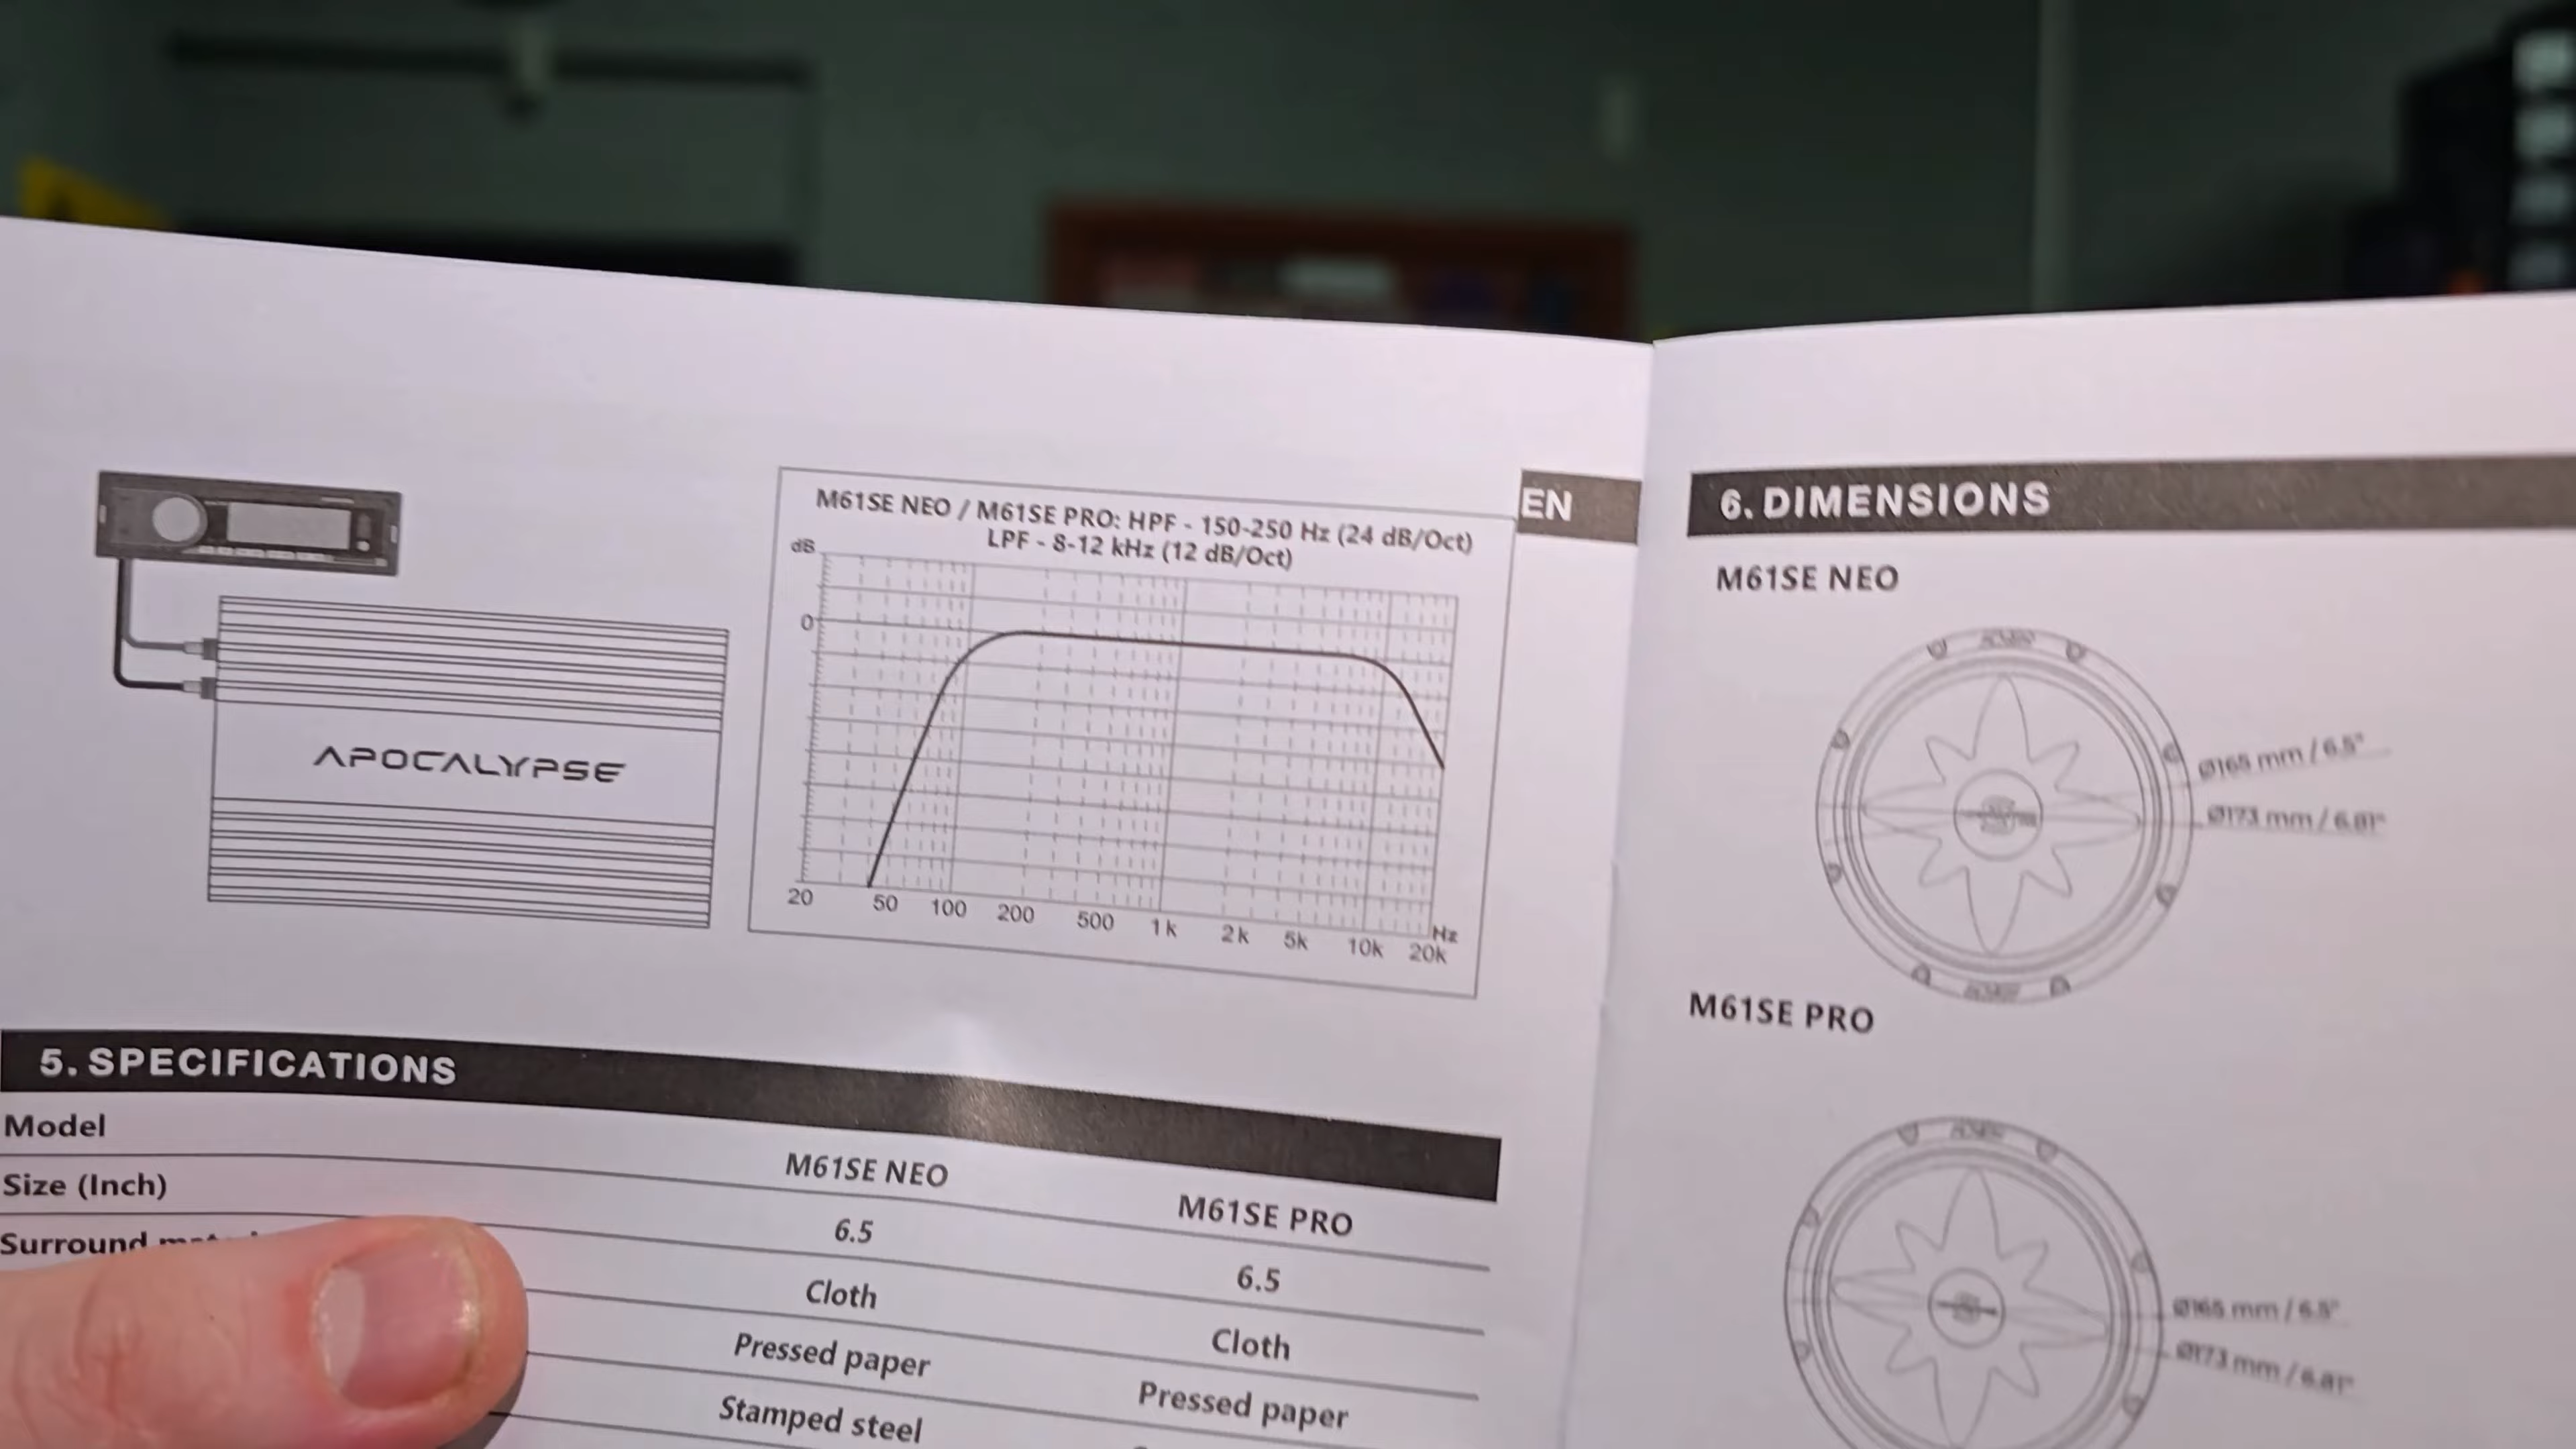 M61SE NEO / M61SE PRO: HPF - 150-250 Hz (24 dB/Oct)
LPF - 8-12 kHz (12 dB/Oct)
dB
0
20 50 100 200 500 1k 2k 5k 10k 20k
Hz
APOCALYPSE
EN
5. SPECIFICATIONS
Model M61SE NEO M61SE PRO
Size (Inch) 6.5 6.5
Surround Cloth Cloth
Pressed paper Pressed paper
Stamped steel
6. DIMENSIONS
M61SE NEO
Ø165 mm / 6.5"
Ø173 mm / 6.81"
M61SE PRO
Ø165 mm / 6.5"
Ø173 mm / 6.81"